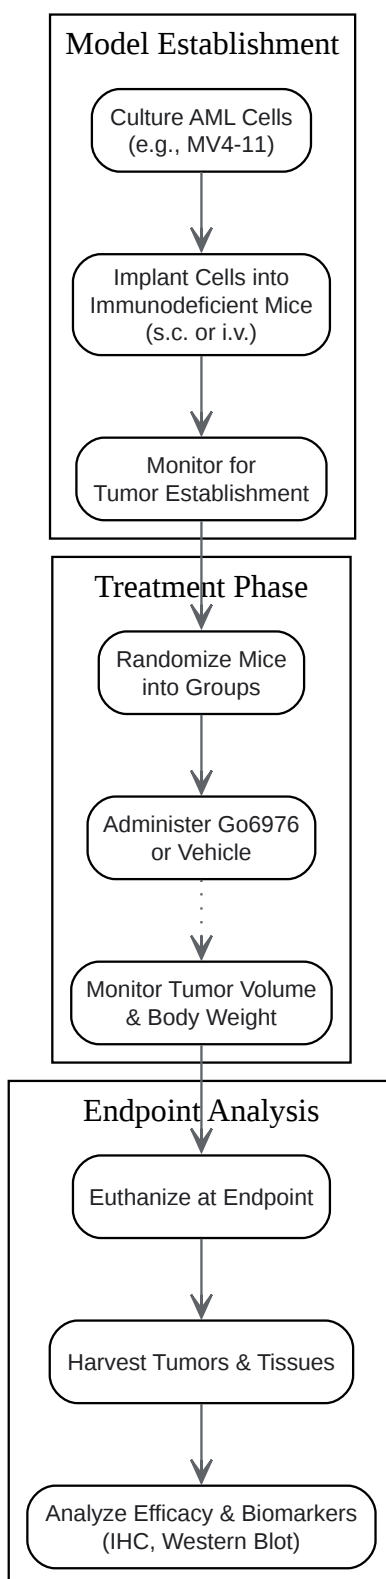 Model Establishment
Culture AML Cells
(e.g., MV4-11)
Implant Cells into
Immunodeficient Mice
(s.c. or i.v.)
Monitor for
Tumor Establishment
Treatment Phase
Randomize Mice
into Groups
Administer Go6976
or Vehicle
Monitor Tumor Volume
& Body Weight
Endpoint Analysis
Euthanize at Endpoint
Harvest Tumors & Tissues
Analyze Efficacy & Biomarkers
(IHC, Western Blot)